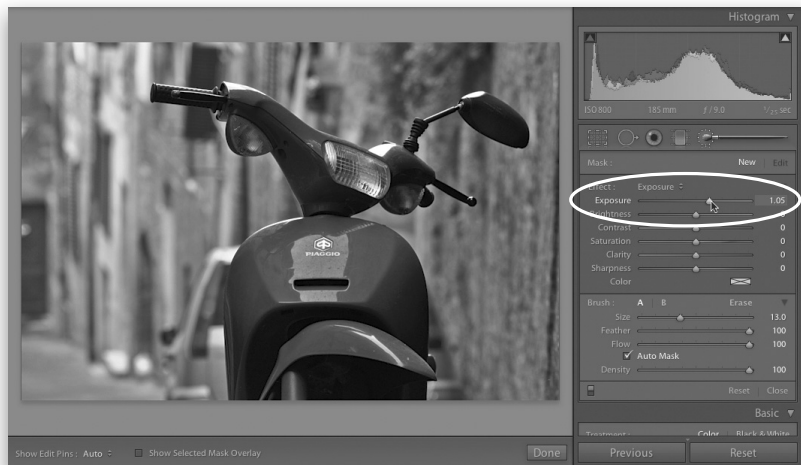 Histogram
ISO 800 185 mm ƒ / 9.0 1/25 sec
Mask : New Edit
Effect : Exposure
Exposure 1.05
Brightness 0
Contrast 0
Saturation 0
Clarity 0
Sharpness 0
Color
Brush : A B Erase
Size 13.0
Feather 100
Flow 100
Auto Mask
Density 100
Reset Close
Basic
Treatment : Color Black & White
Previous Reset
PIAGGIO
Show Edit Pins : Auto Show Selected Mask Overlay Done